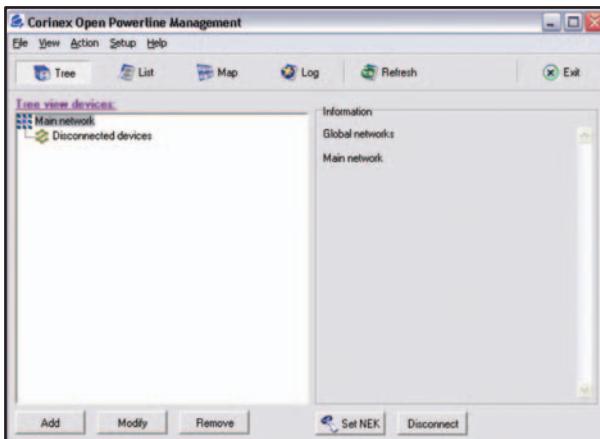 Corinex Open Powerline Management
File View Action Setup Help
Tree List Map Log Refresh Exit
Tree view devices:
Main network
Disconnected devices
Information
Global networks
Main network
Add Modify Remove Set NEK Disconnect